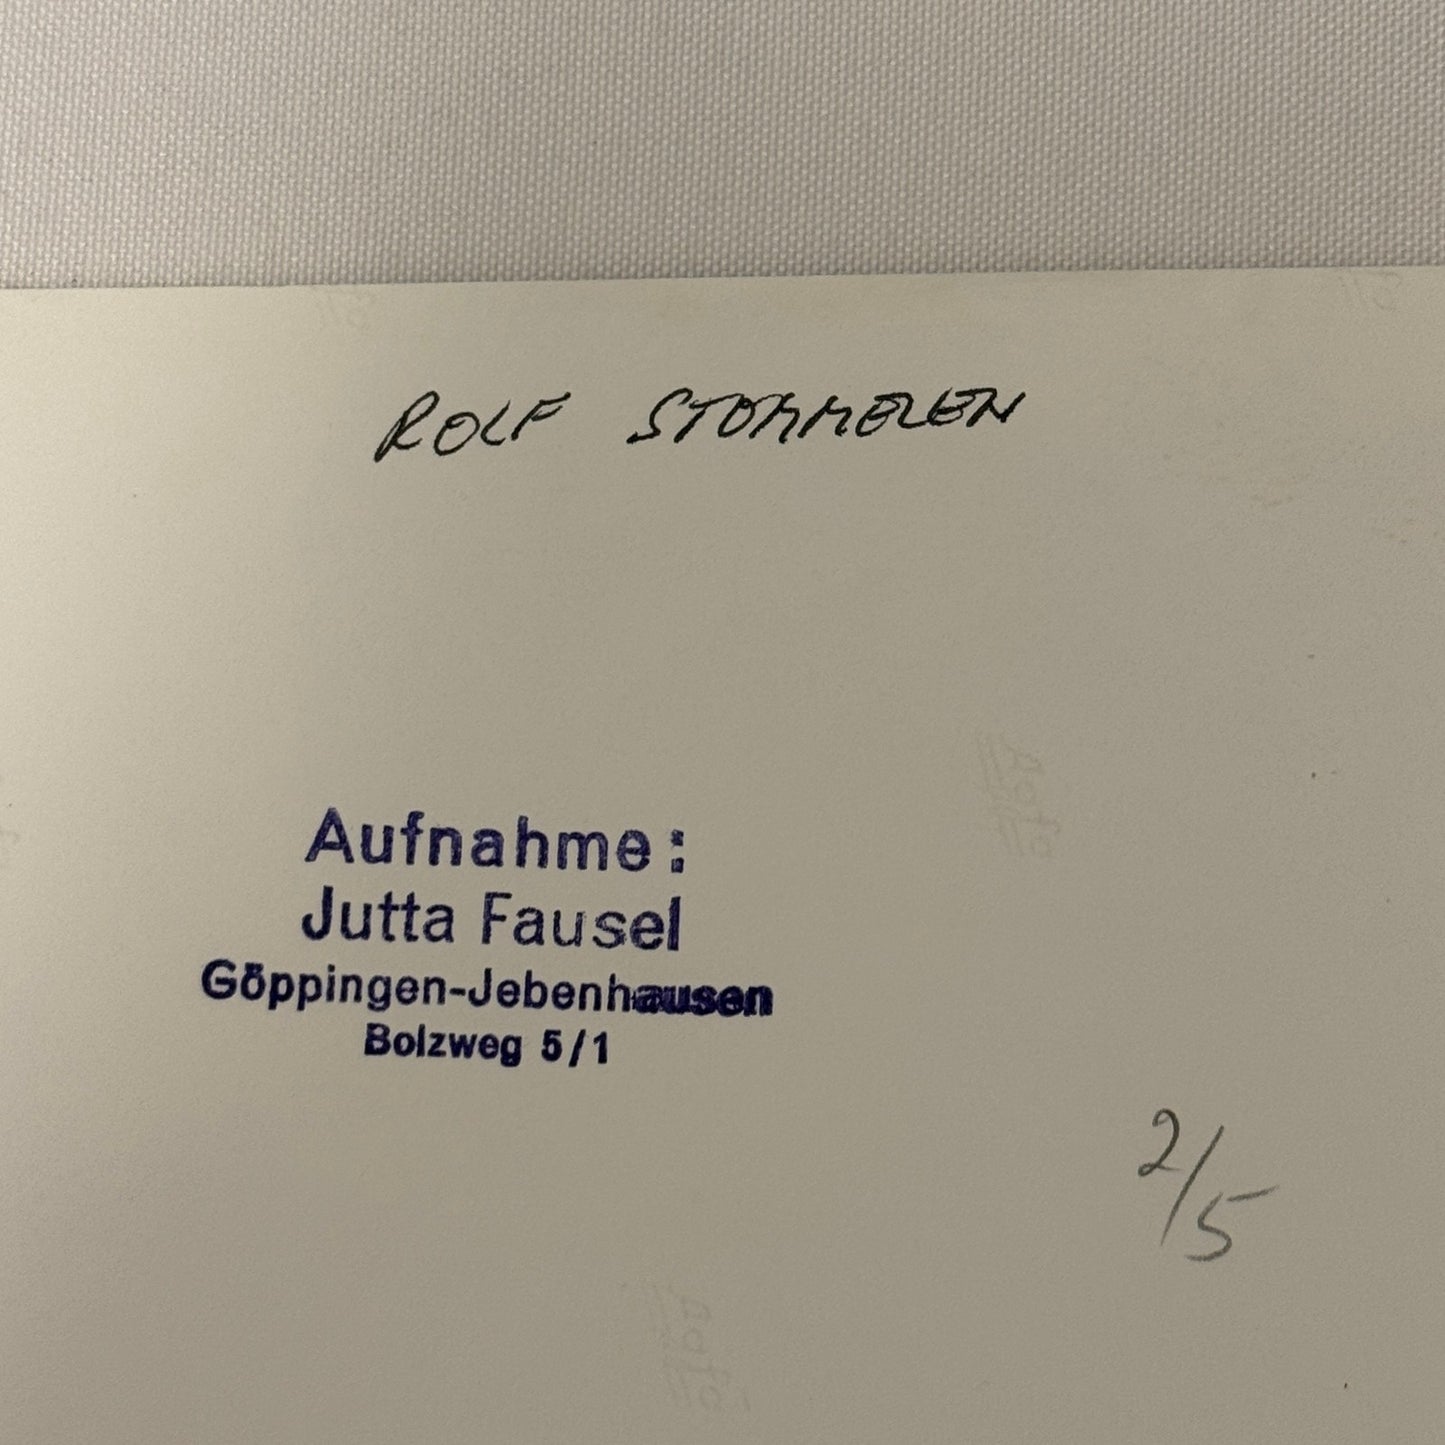 ROLF STOMMELEN
Aufnahme:
Jutta Fausel
Göppingen-Jebenhausen
Bolzweg 5/1
2/5